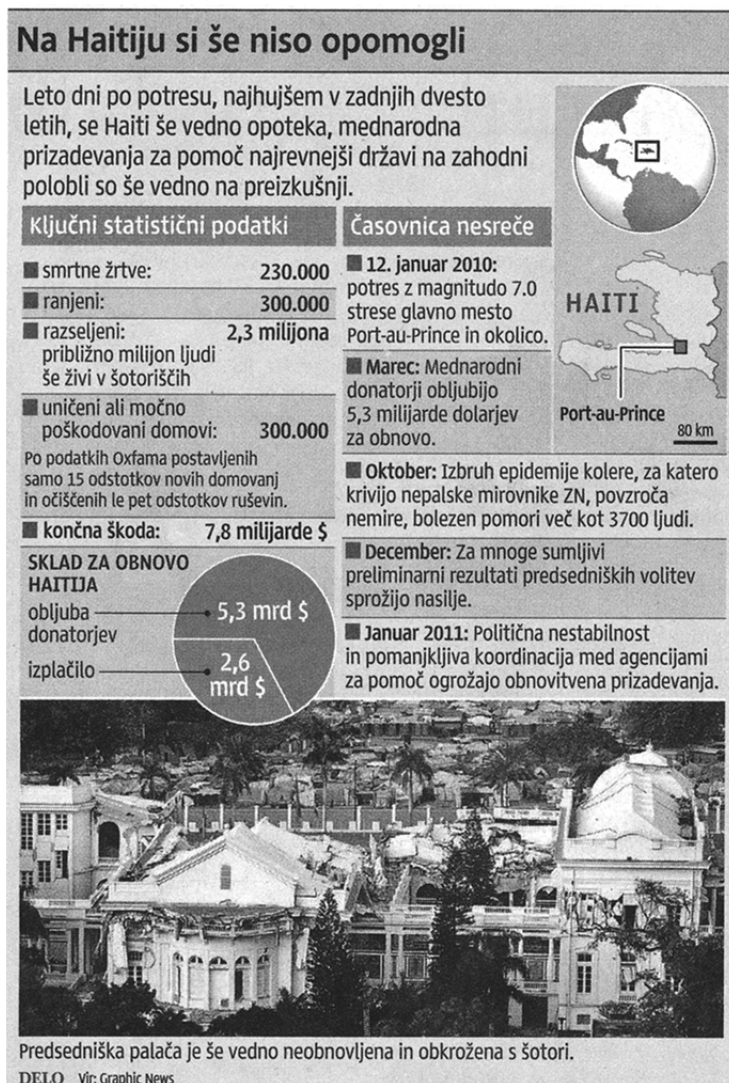 Na Haitiju si še niso opomogli
Leto dni po potresu, najhujšem v zadnjih dvesto
letih, se Haiti še vedno opoteka, mednarodna
prizadevanja za pomoč najrevnejši državi na zahodni
polobli so še vedno na preizkušnji.
Ključni statistični podatki
smrtne žrtve: 230.000
ranjeni: 300.000
razseljeni: 2,3 milijona
približno milijon ljudi
še živi v šotoriščih
uničeni ali močno
poškodovani domovi: 300.000
Po podatkih Oxfama postavljenih
samo 15 odstotkov novih domovanj
in očiščenih le pet odstotkov ruševin.
končna škoda: 7,8 milijarde $
SKLAD ZA OBNOVO
HAITIJA
obljuba
donatorjev
5,3 mrd $
izplačilo
2,6
mrd $
Časovnica nesreče
12. januar 2010:
potres z magnitudo 7.0
strese glavno mesto
Port-au-Prince in okolico.
Marec: Mednarodni
donatorji obljubijo
5,3 milijarde dolarjev
za obnovo.
Oktober: Izbruh epidemije kolere, za katero
krivijo nepalske mirovnike ZN, povzroča
nemire, bolezen pomori več kot 3700 ljudi.
December: Za mnoge sumljivi
preliminarni rezultati predsedniških volitev
sprožijo nasilje.
Januar 2011: Politična nestabilnost
in pomanjkljiva koordinacija med agencijami
za pomoč ogrožajo obnovitvena prizadevanja.
HAITI
Port-au-Prince
80 km
Predsedniška palača je še vedno neobnovljena in obkrožena s šotori.
DELO Vir: Graphic News